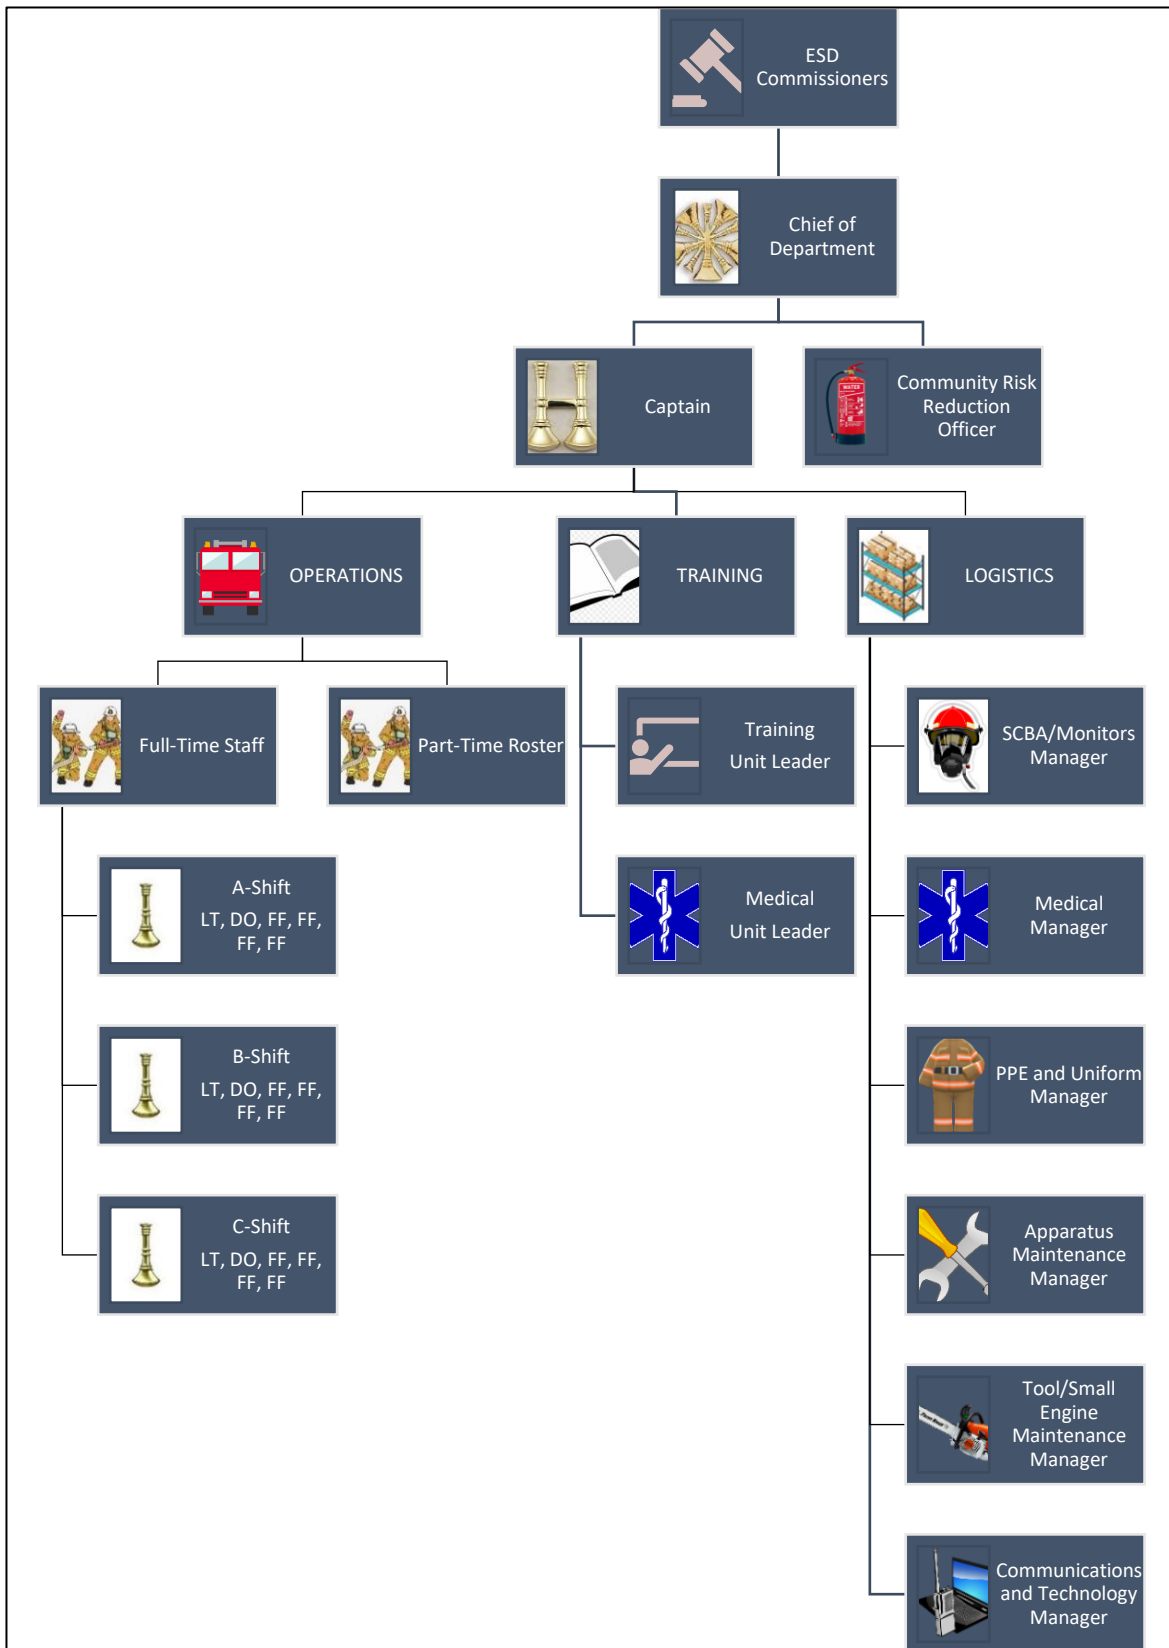 ESD
Commissioners
Chief of
Department
Captain
Community Risk
Reduction
Officer
OPERATIONS
TRAINING
LOGISTICS
Full-Time Staff
Part-Time Roster
Training
Unit Leader
SCBA/Monitors
Manager
A-Shift
LT, DO, FF, FF,
FF, FF
Medical
Unit Leader
Medical
Manager
B-Shift
LT, DO, FF, FF,
FF, FF
PPE and Uniform
Manager
C-Shift
LT, DO, FF, FF,
FF, FF
Apparatus
Maintenance
Manager
Tool/Small
Engine
Maintenance
Manager
Communications
and Technology
Manager